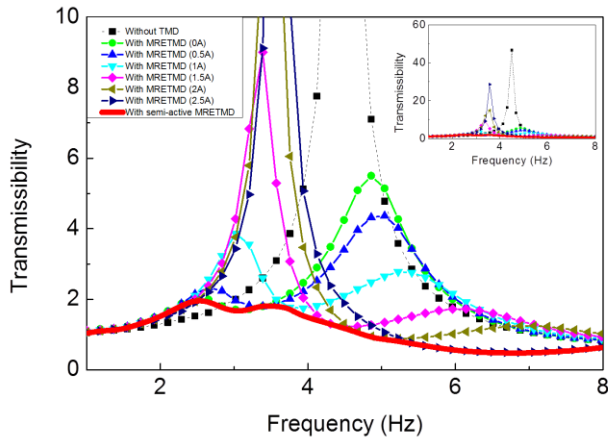 10
8
6
4
2
0
2
4
6
8
Transmissibility
Frequency (Hz)
Without TMD
With MRETMD (0A)
With MRETMD (0.5A)
With MRETMD (1A)
With MRETMD (1.5A)
With MRETMD (2A)
With MRETMD (2.5A)
With semi-active MRETMD
60
40
20
0
2
4
6
8
Transmissibility
Frequency (Hz)